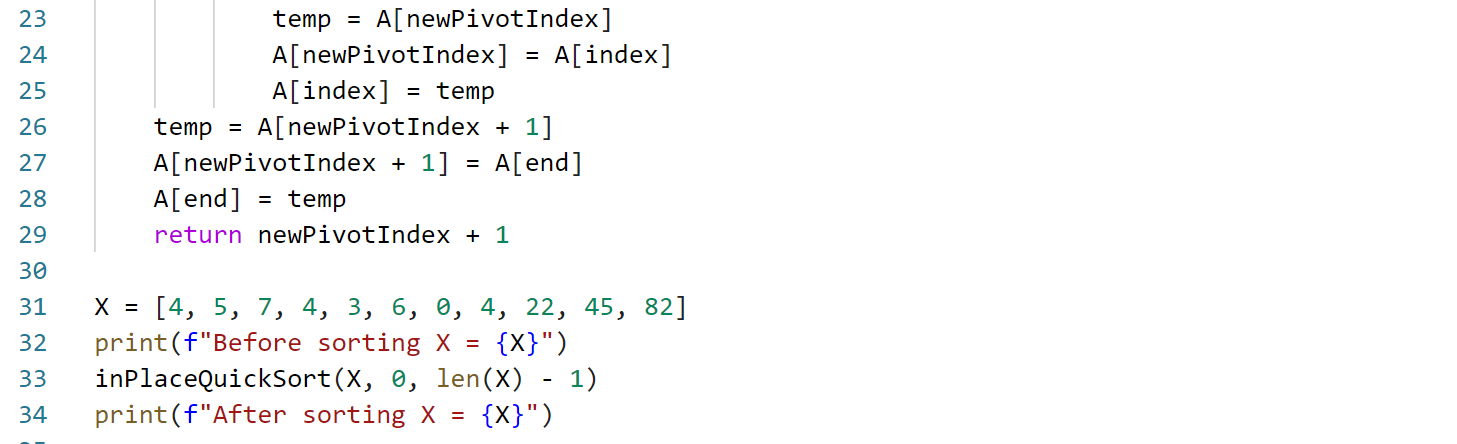 23 temp = A[newPivotIndex]
24 A[newPivotIndex] = A[index]
25 A[index] = temp
26 temp = A[newPivotIndex + 1]
27 A[newPivotIndex + 1] = A[end]
28 A[end] = temp
29 return newPivotIndex + 1
30
31 X = [4, 5, 7, 4, 3, 6, 0, 4, 22, 45, 82]
32 print(f"Before sorting X = {X}")
33 inPlaceQuickSort(X, 0, len(X) - 1)
34 print(f"After sorting X = {X}")